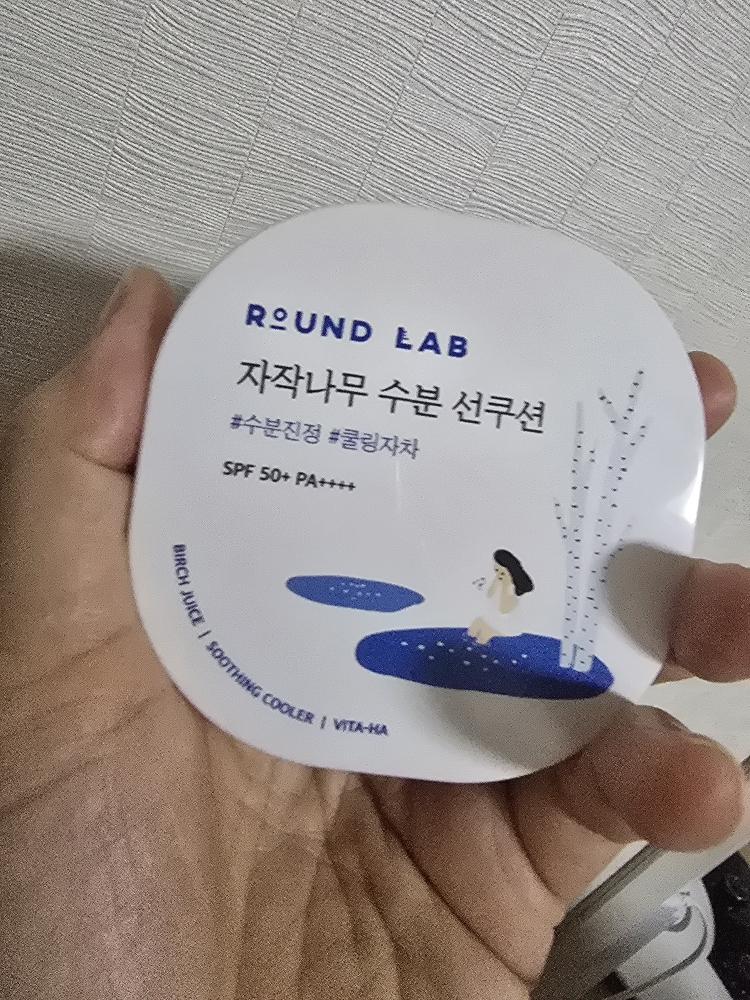 ROUND LAB
자작나무 수분 선쿠션
#수분진정 #쿨링자차
SPF 50+ PA++++
BIRCH JUICE | SOOTHING COOLER | VITA-HA